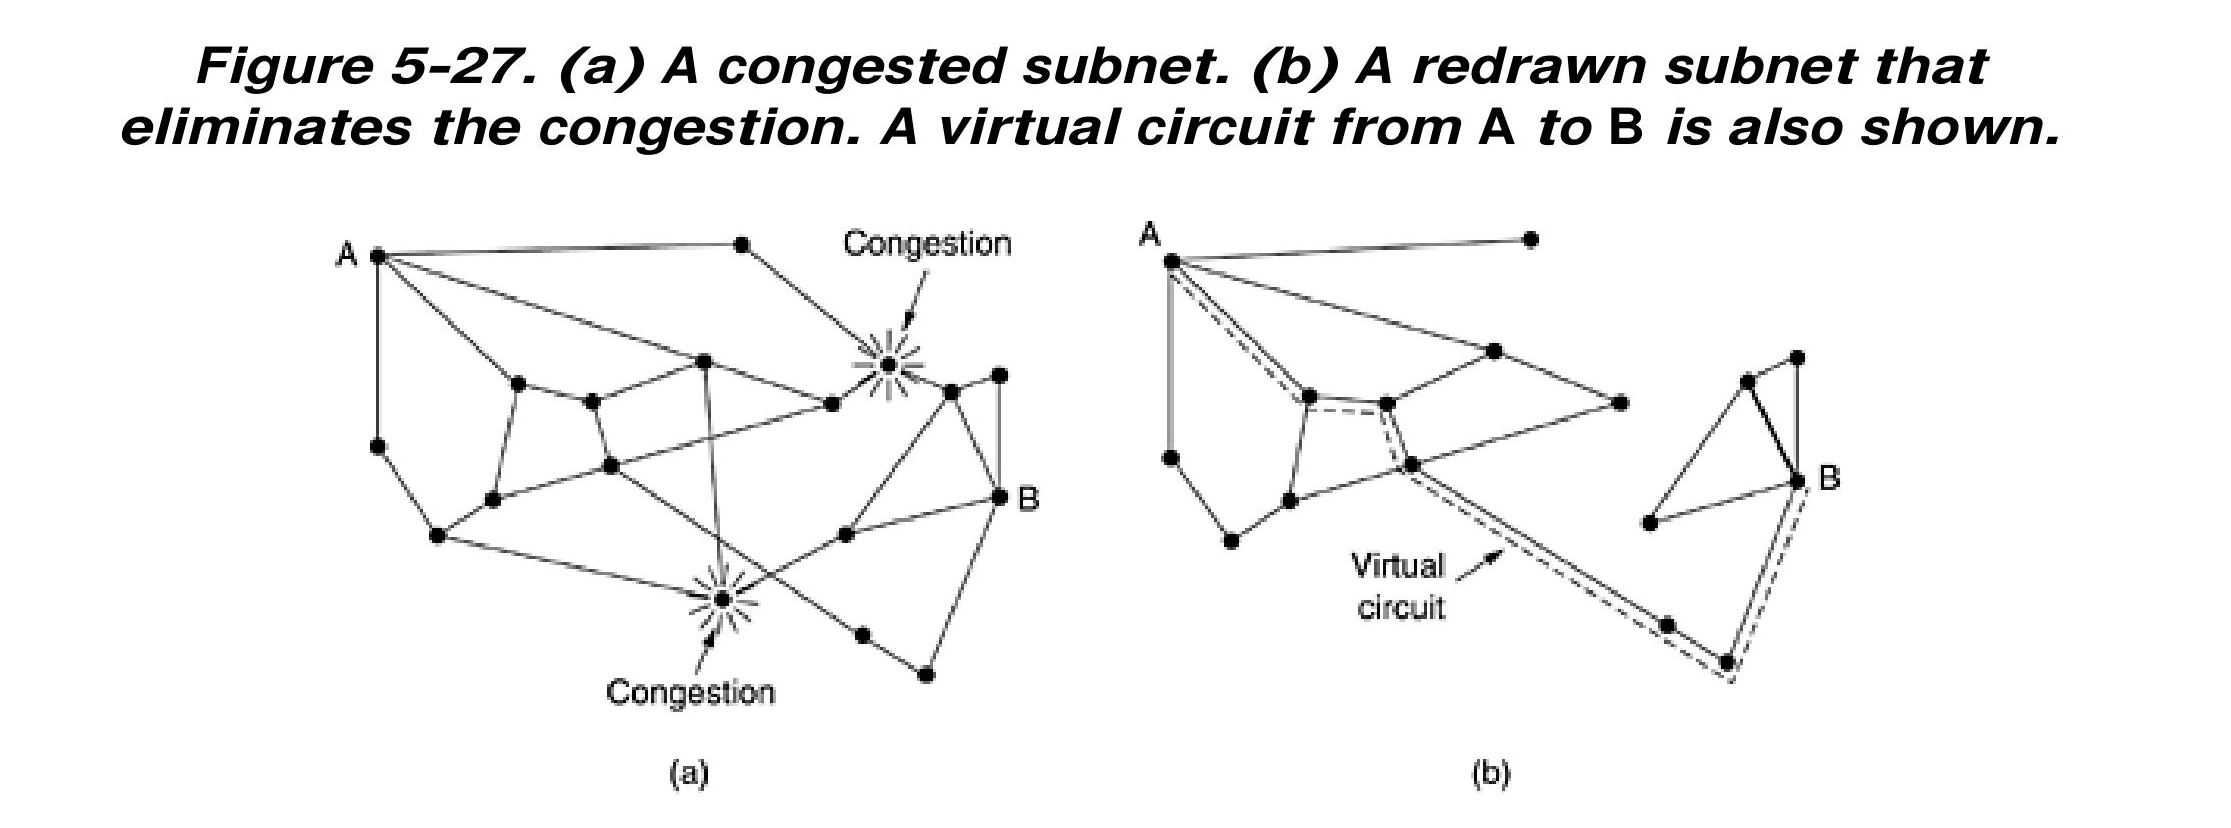 Figure 5-27. (a) A congested subnet. (b) A redrawn subnet that
eliminates the congestion. A virtual circuit from A to B is also shown.
A
Congestion
B
Congestion
(a)
A
B
Virtual
circuit
(b)